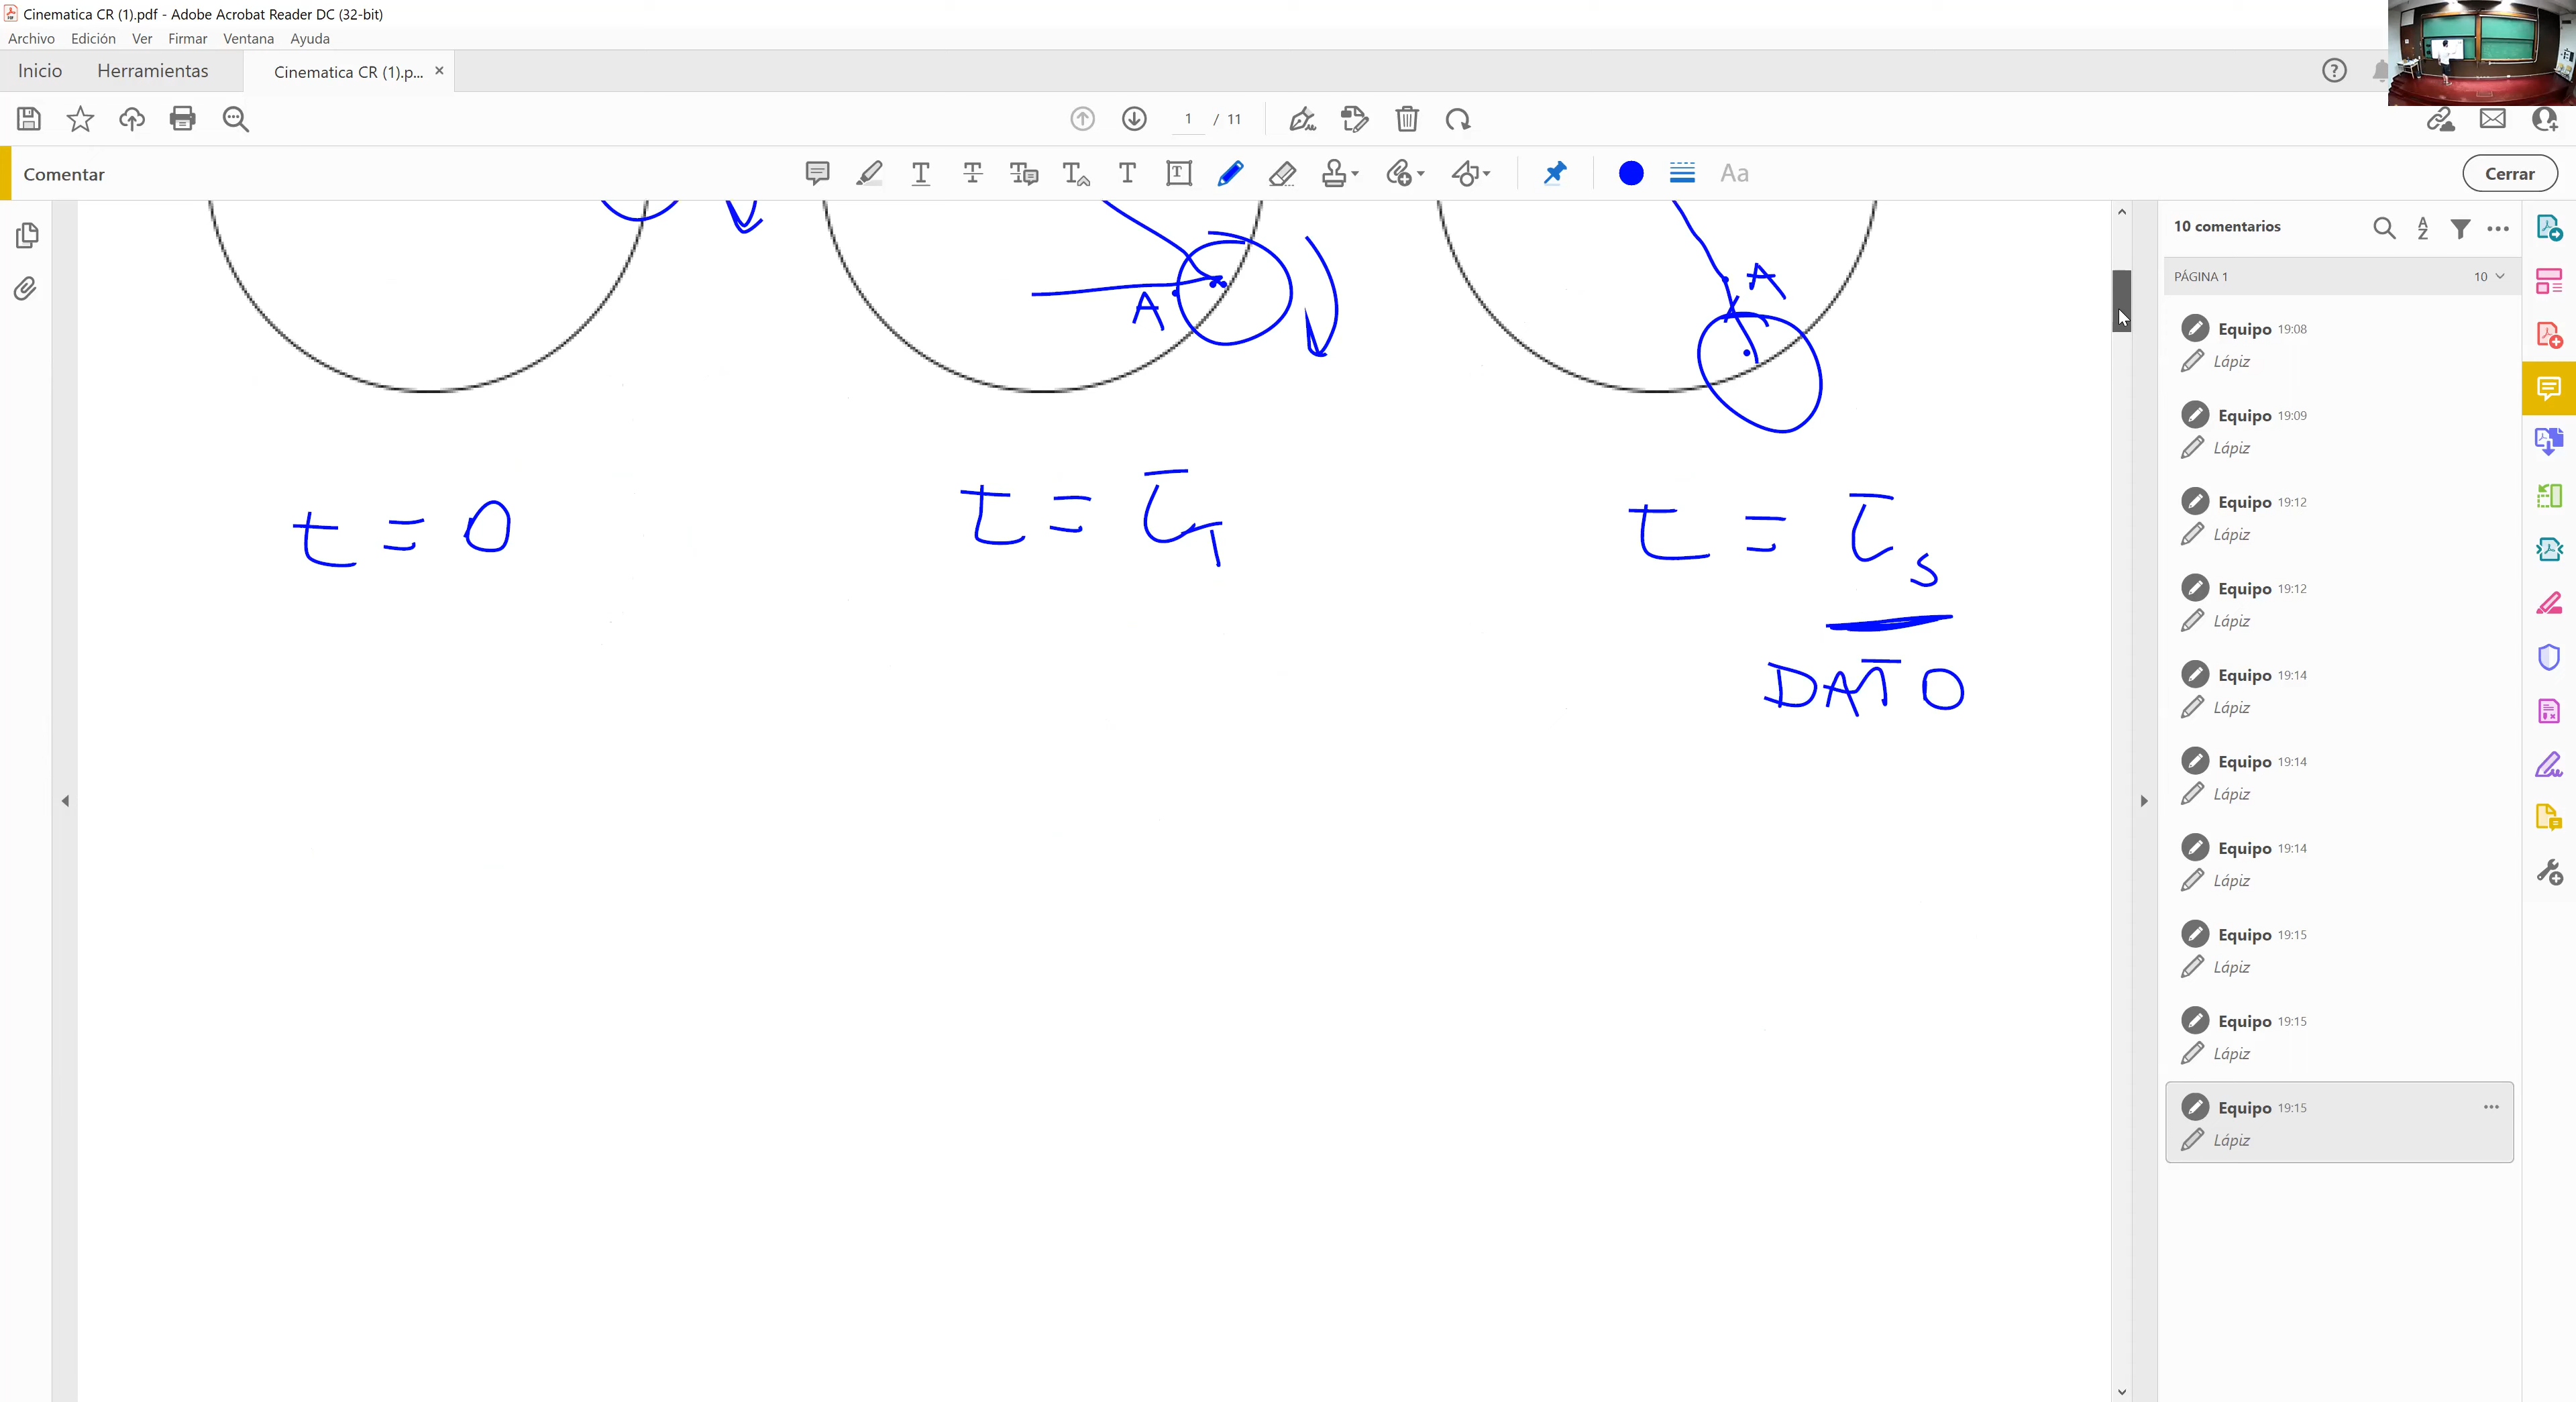 Cinematica CR (1).pdf - Adobe Acrobat Reader DC (32-bit)
Archivo Edición Ver Firmar Ventana Ayuda
Inicio Herramientas Cinematica CR (1).p... ×
1 / 11
Comentar
Aa
Cerrar
10 comentarios
PÁGINA 1 10
Equipo 19:08
Lápiz
Equipo 19:09
Lápiz
Equipo 19:12
Lápiz
Equipo 19:12
Lápiz
Equipo 19:14
Lápiz
Equipo 19:14
Lápiz
Equipo 19:14
Lápiz
Equipo 19:15
Lápiz
Equipo 19:15
Lápiz
Equipo 19:15
Lápiz
A
A
t = 0
t = τ
t = τs
DATO